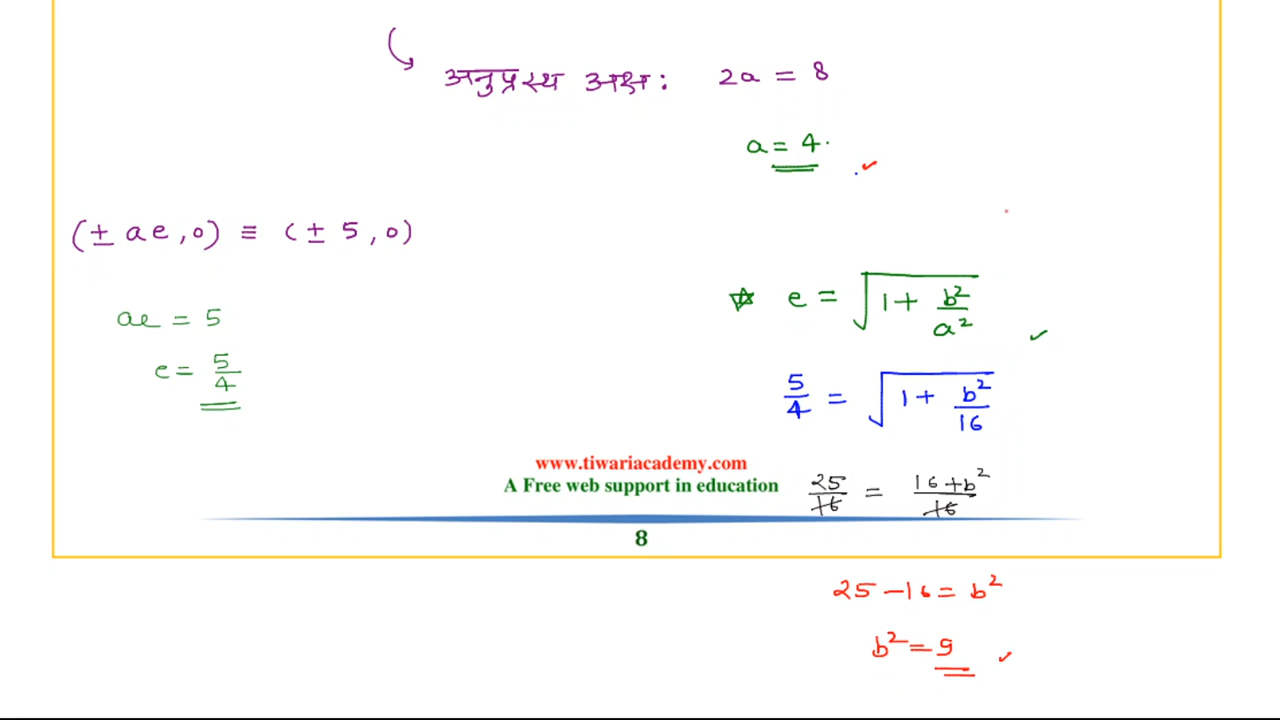 अनुप्रस्थ अक्ष: 2a = 8
a = 4.
(± ae, 0) ≡ (± 5, 0)
ae = 5
e = 5/4
☆ e = √(1 + b²/a²)
5/4 = √(1 + b²/16)
25/16 = (16+b²)/16
www.tiwariacademy.com
A Free web support in education
8
25 - 16 = b²
b² = 9